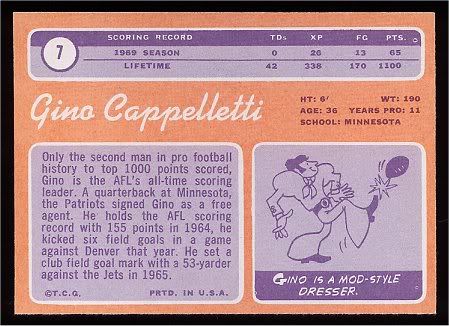 7
SCORING RECORD TDs XP FG PTS.
1969 SEASON 0 26 13 65
LIFETIME 42 338 170 1100
Gino Cappelletti
HT: 6' WT: 190
AGE: 36 YEARS PRO: 11
SCHOOL: MINNESOTA
Only the second man in pro football
history to top 1000 points scored,
Gino is the AFL's all-time scoring
leader. A quarterback at Minnesota,
the Patriots signed Gino as a free
agent. He holds the AFL scoring
record with 155 points in 1964, he
kicked six field goals in a game
against Denver that year. He set a
club field goal mark with a 53-yarder
against the Jets in 1965.
©T.C.G. PRTD. IN U.S.A.
GINO IS A MOD-STYLE
DRESSER.